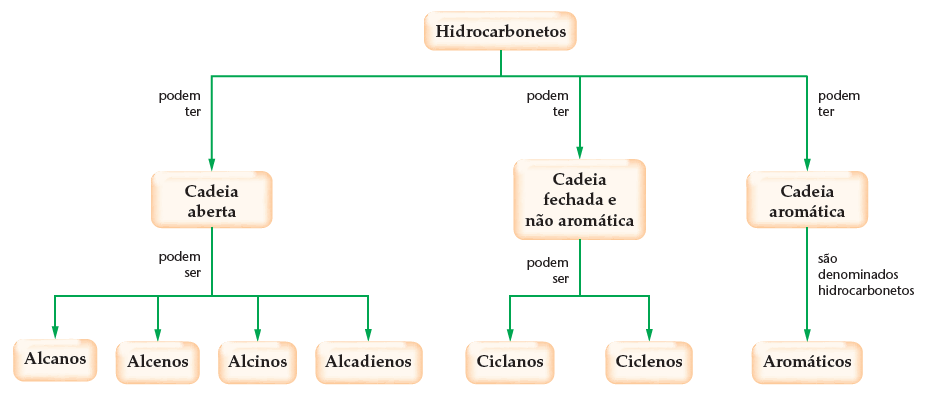 Hidrocarbonetos
podem
ter
podem
ter
podem
ter
Cadeia
aberta
Cadeia
fechada e
não aromática
Cadeia
aromática
podem
ser
podem
ser
são
denominados
hidrocarbonetos
Alcanos
Alcenos
Alcinos
Alcadienos
Ciclanos
Ciclenos
Aromáticos